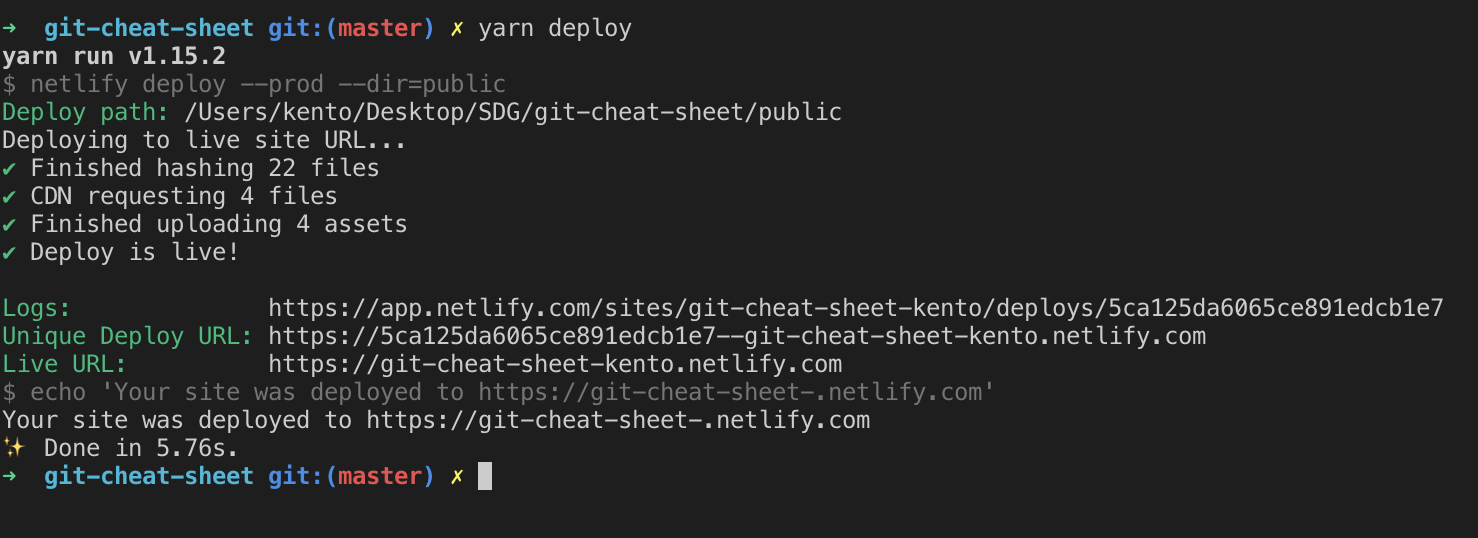 ➜  git-cheat-sheet git:(master) ✗ yarn deploy
yarn run v1.15.2
$ netlify deploy --prod --dir=public
Deploy path: /Users/kento/Desktop/SDG/git-cheat-sheet/public
Deploying to live site URL...
✔ Finished hashing 22 files
✔ CDN requesting 4 files
✔ Finished uploading 4 assets
✔ Deploy is live!
Logs:              https://app.netlify.com/sites/git-cheat-sheet-kento/deploys/5ca125da6065ce891edcb1e7
Unique Deploy URL: https://5ca125da6065ce891edcb1e7--git-cheat-sheet-kento.netlify.com
Live URL:          https://git-cheat-sheet-kento.netlify.com
$ echo 'Your site was deployed to https://git-cheat-sheet-.netlify.com'
Your site was deployed to https://git-cheat-sheet-.netlify.com
✨  Done in 5.76s.
➜  git-cheat-sheet git:(master) ✗